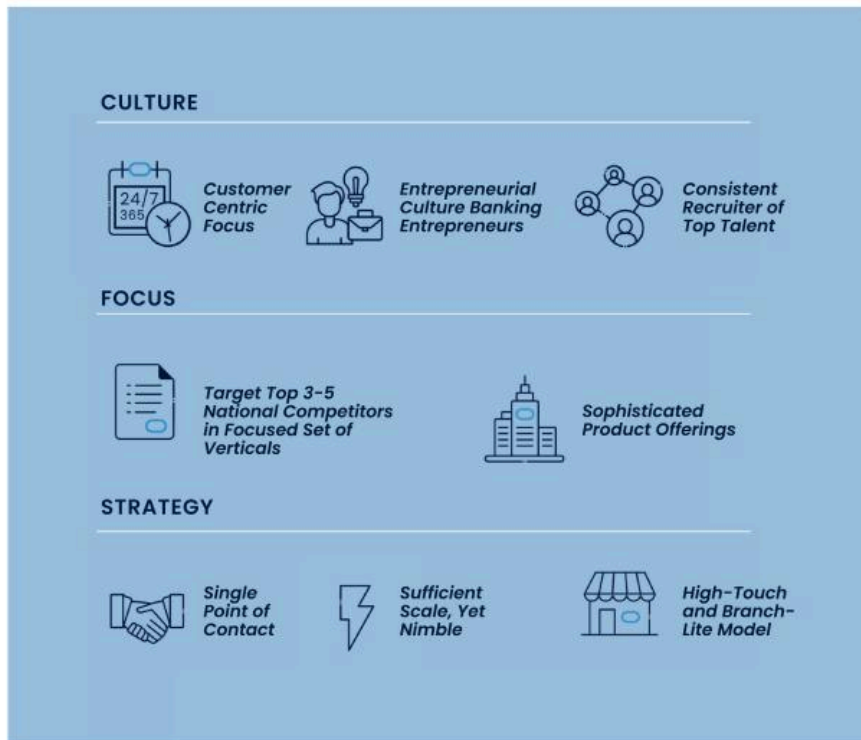 CULTURE
24/7
365
Customer
Centric
Focus
Entrepreneurial
Culture Banking
Entrepreneurs
Consistent
Recruiter of
Top Talent
FOCUS
Target Top 3-5
National Competitors
in Focused Set of
Verticals
Sophisticated
Product Offerings
STRATEGY
Single
Point of
Contact
Sufficient
Scale, Yet
Nimble
High-Touch
and Branch-
Lite Model